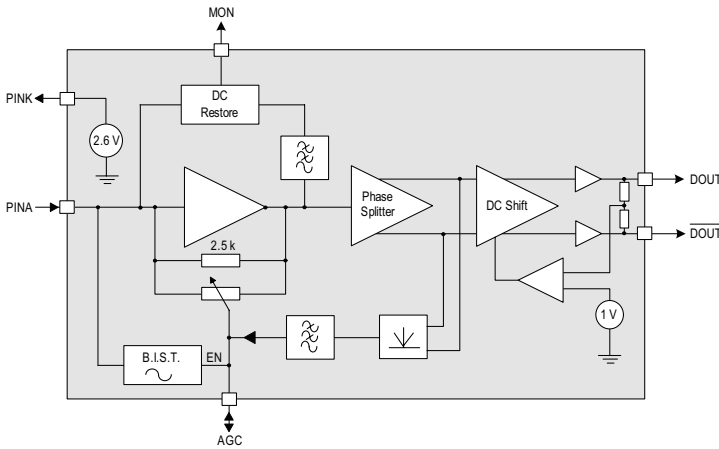 MON
PINK
DC
Restore
2.6 V
PINA
Phase
Splitter
DC Shift
DOUT
DOUT
2.5 k
1 V
B.I.S.T.
EN
AGC